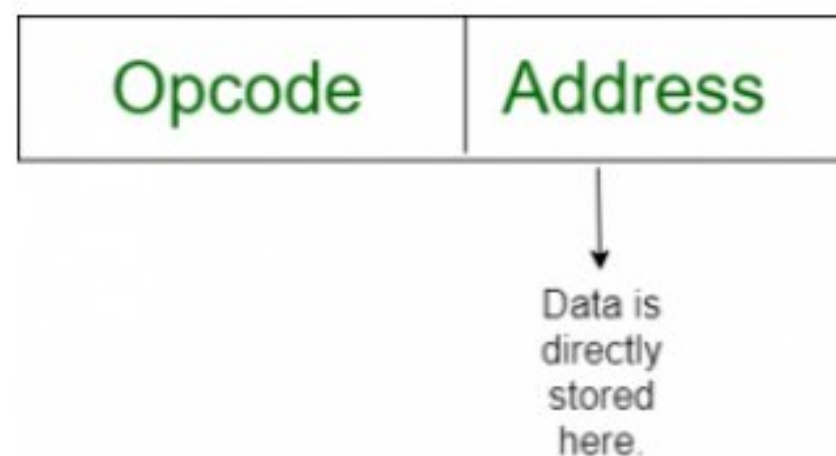 Opcode Address
Data is
directly
stored
here.